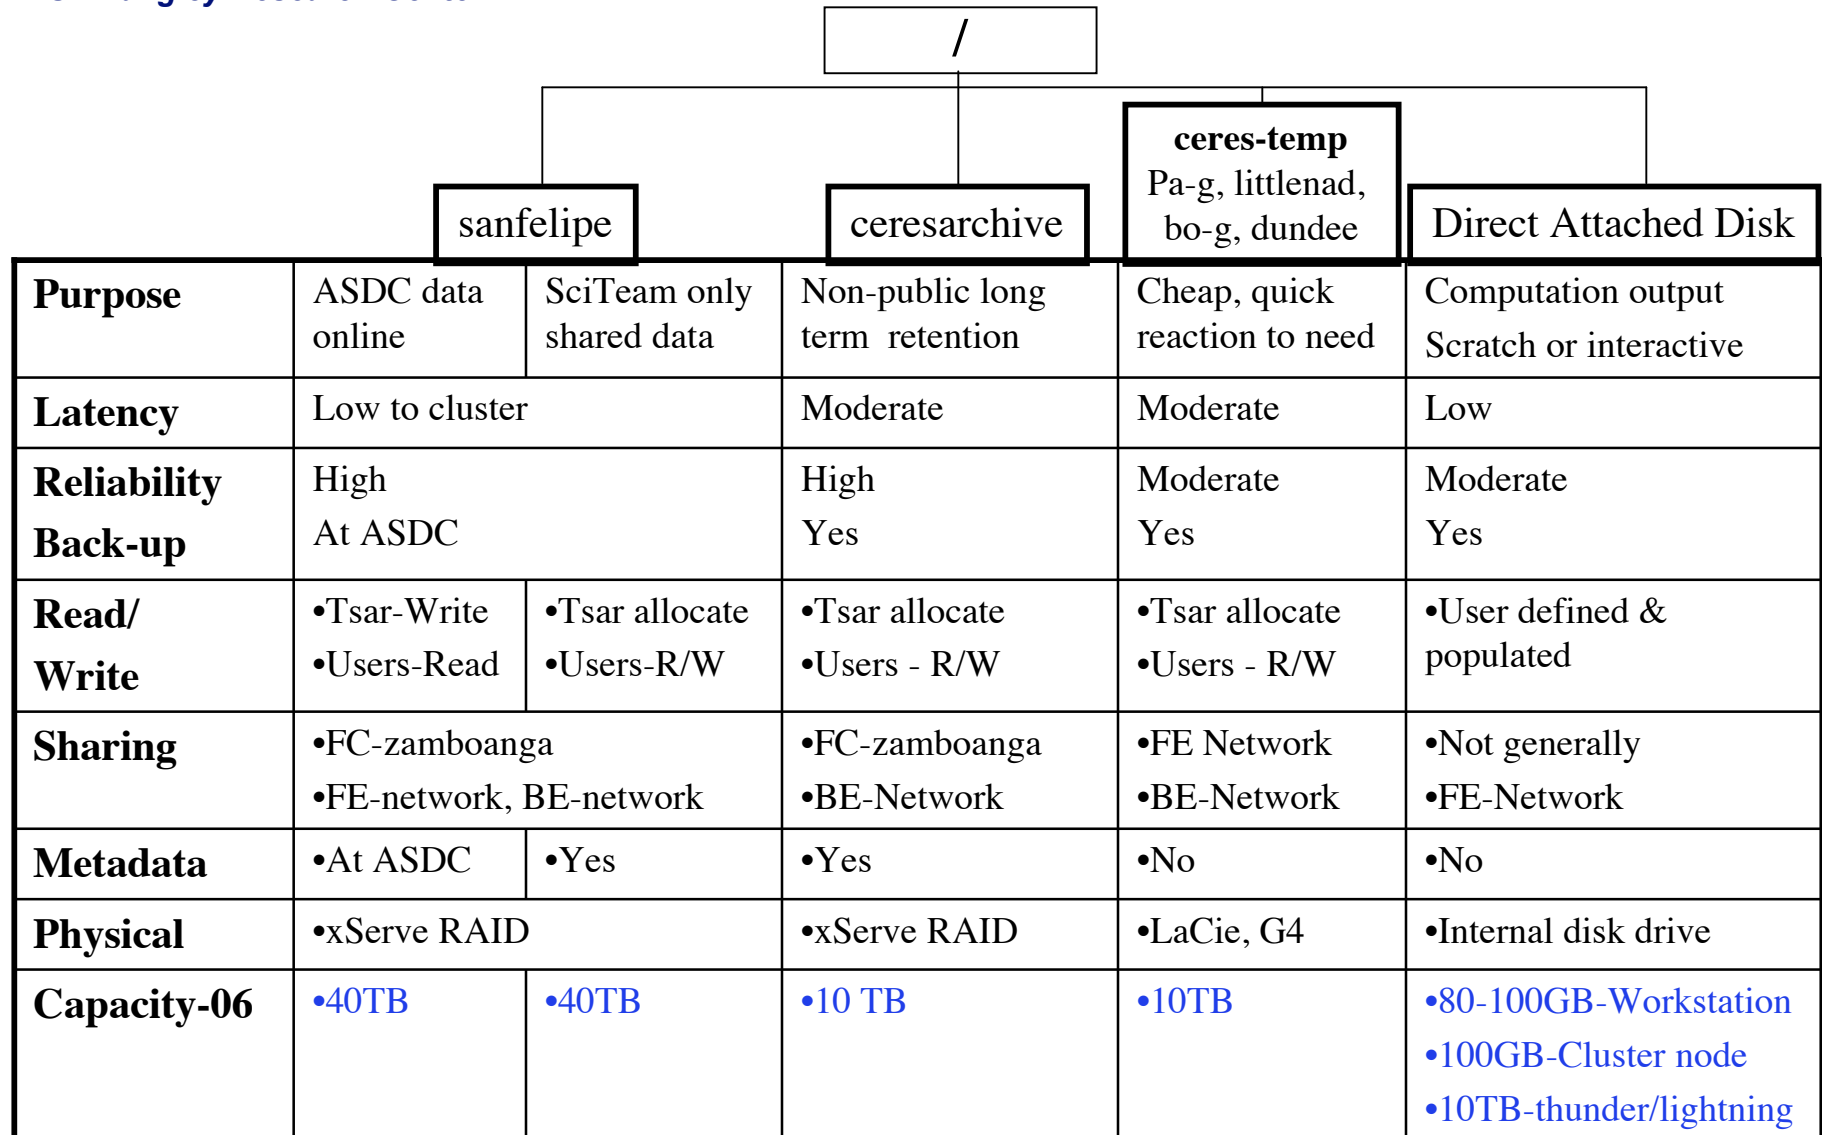 /
ceres-temp
Pa-g, littlenad,
bo-g, dundee
sanfelipe
ceresarchive
Direct Attached Disk
Purpose
ASDC data
online
SciTeam only
shared data
Non-public long
term retention
Cheap, quick
reaction to need
Computation output
Scratch or interactive
Latency
Low to cluster
Moderate
Moderate
Low
Reliability
Back-up
High
At ASDC
High
Yes
Moderate
Yes
Moderate
Yes
Read/
Write
•Tsar-Write
•Users-Read
•Tsar allocate
•Users-R/W
•Tsar allocate
•Users - R/W
•Tsar allocate
•Users - R/W
•User defined &
populated
Sharing
•FC-zamboanga
•FE-network, BE-network
•FC-zamboanga
•BE-Network
•FE Network
•BE-Network
•Not generally
•FE-Network
Metadata
•At ASDC
•Yes
•Yes
•No
•No
Physical
•xServe RAID
•xServe RAID
•LaCie, G4
•Internal disk drive
Capacity-06
•40TB
•40TB
•10 TB
•10TB
•80-100GB-Workstation
•100GB-Cluster node
•10TB-thunder/lightning